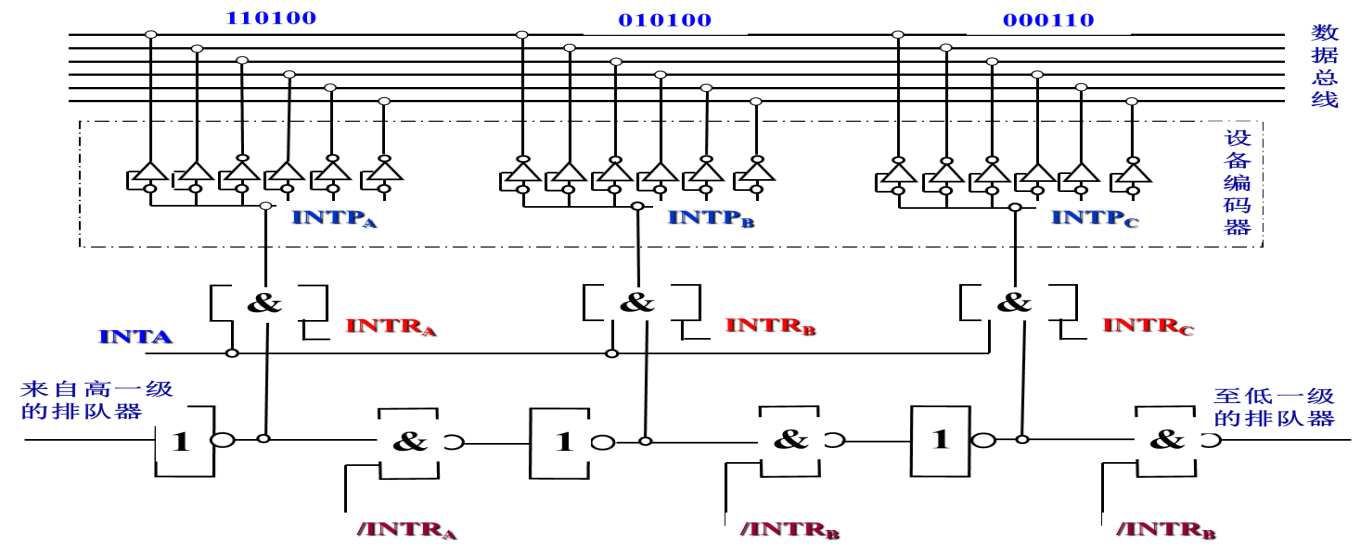 110100
010100
000110
数据总线
设备编码器
INTPA
INTPB
INTPC
&
&
&
INTRA
INTRB
INTRC
INTA
来自高一级
的排队器
至低一级
的排队器
1
&
1
&
1
&
/INTRA
/INTRB
/INTRB